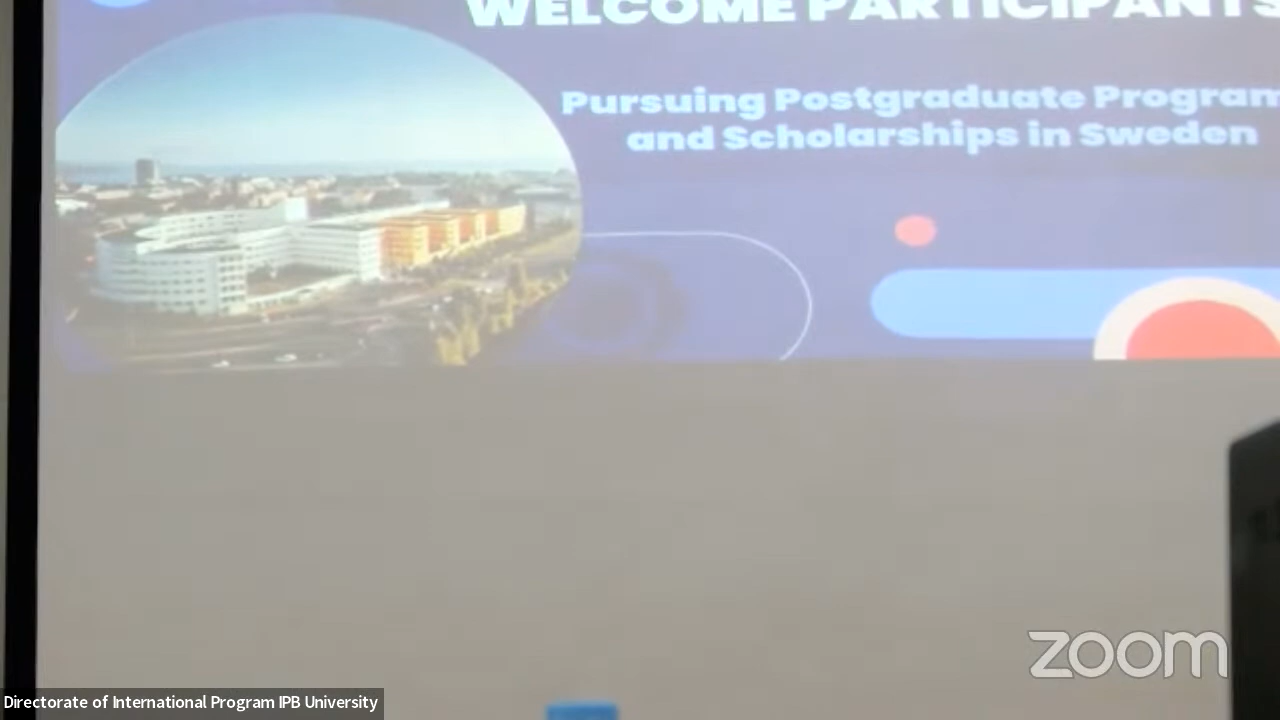 WELCOME PARTICIPANTS
Pursuing Postgraduate Program
and Scholarships in Sweden
zoom
Directorate of International Program IPB University